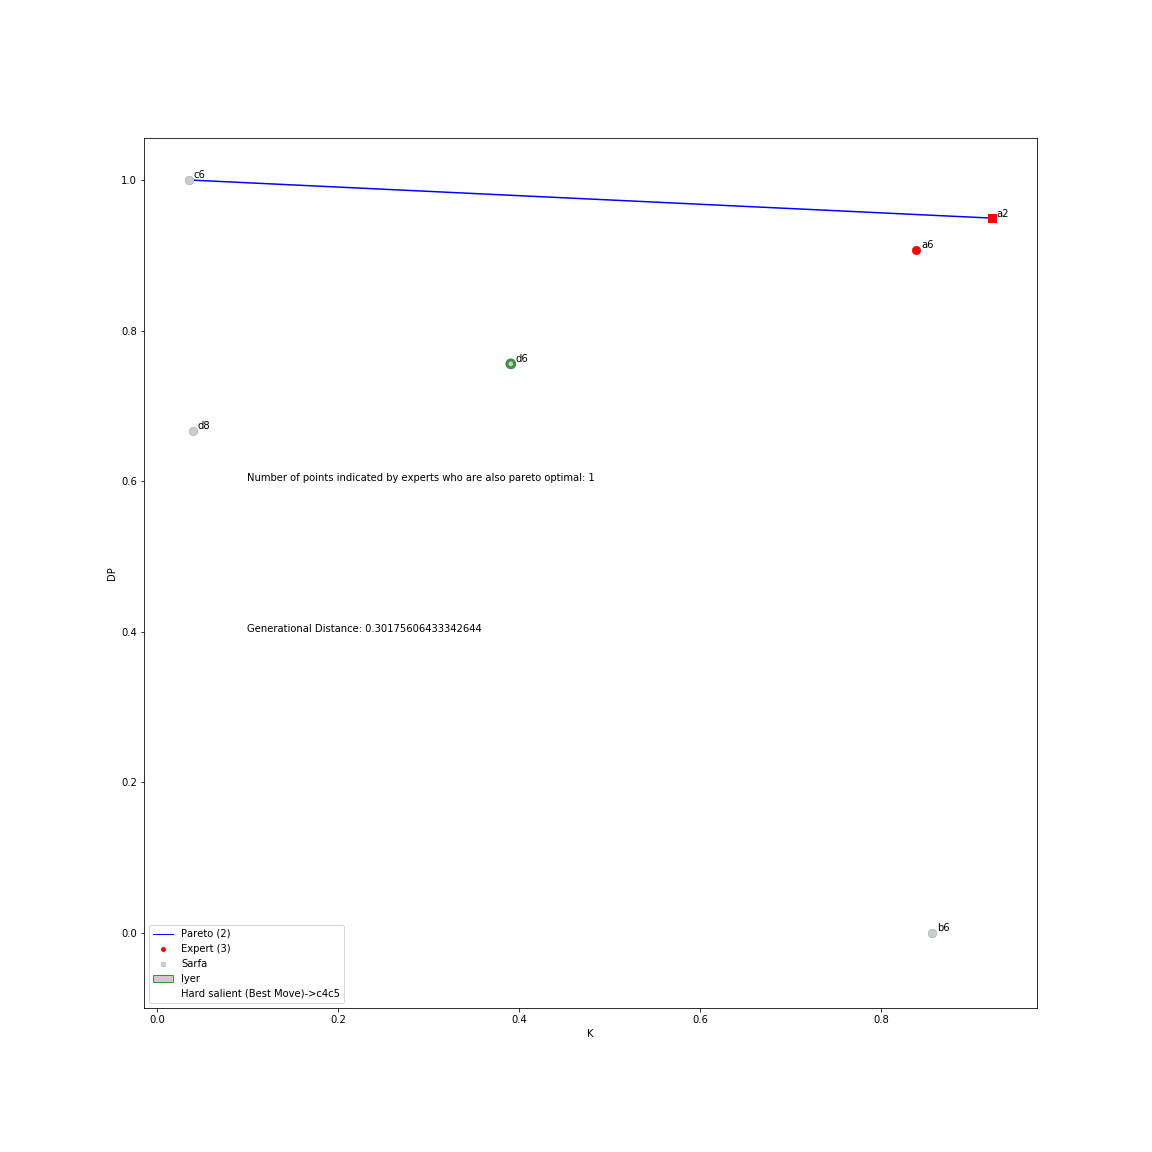 c6
a2
a6
d6
d8
b6
Number of points indicated by experts who are also pareto optimal: 1
Generational Distance: 0.30175606433342644
1.0
0.8
0.6
0.4
0.2
0.0
DP
Pareto (2)
Expert (3)
Sarfa
Iyer
Hard salient (Best Move)->c4c5
0.0
0.2
0.4
0.6
0.8
K